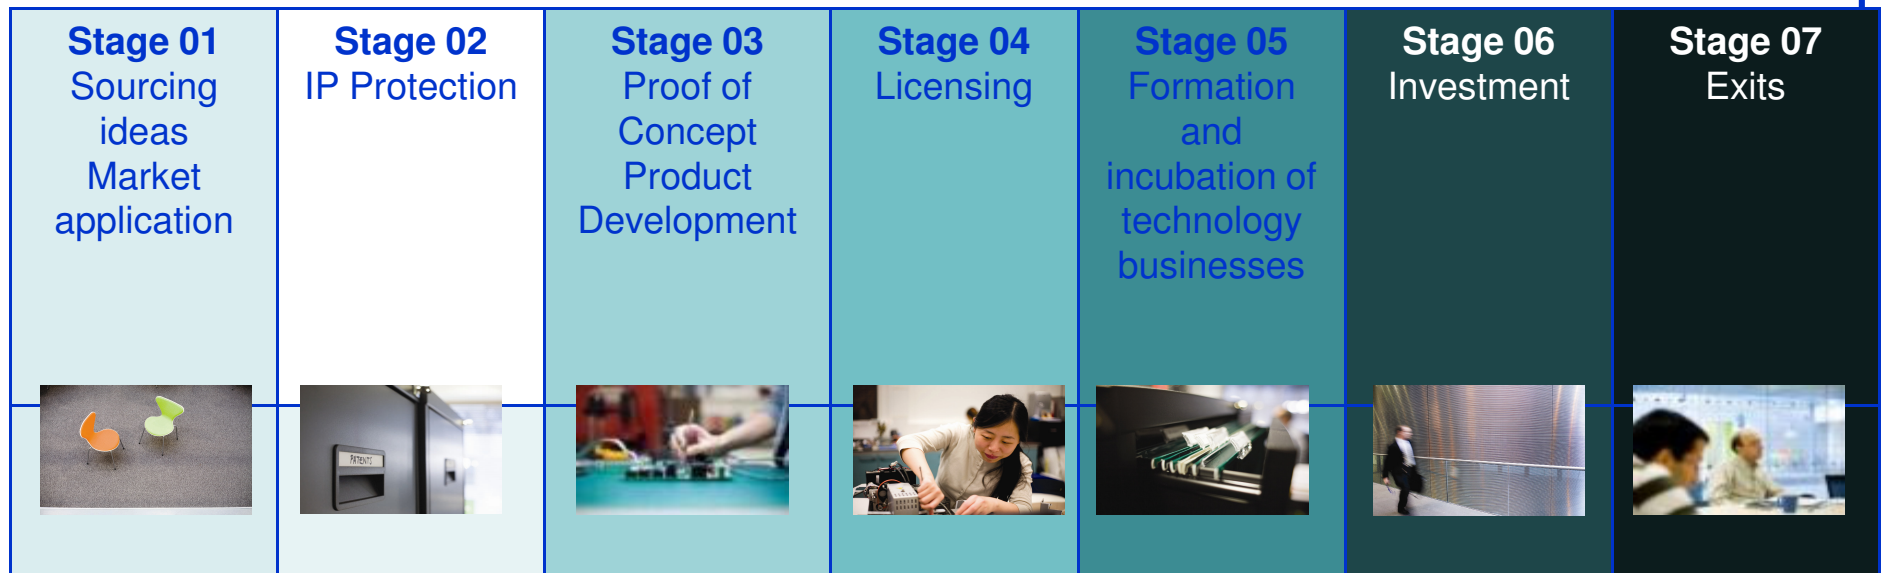 Stage 01
Sourcing
ideas
Market
application
Stage 02
IP Protection
Stage 03
Proof of
Concept
Product
Development
Stage 04
Licensing
Stage 05
Formation
and
incubation of
technology
businesses
Stage 06
Investment
Stage 07
Exits
PATENTS